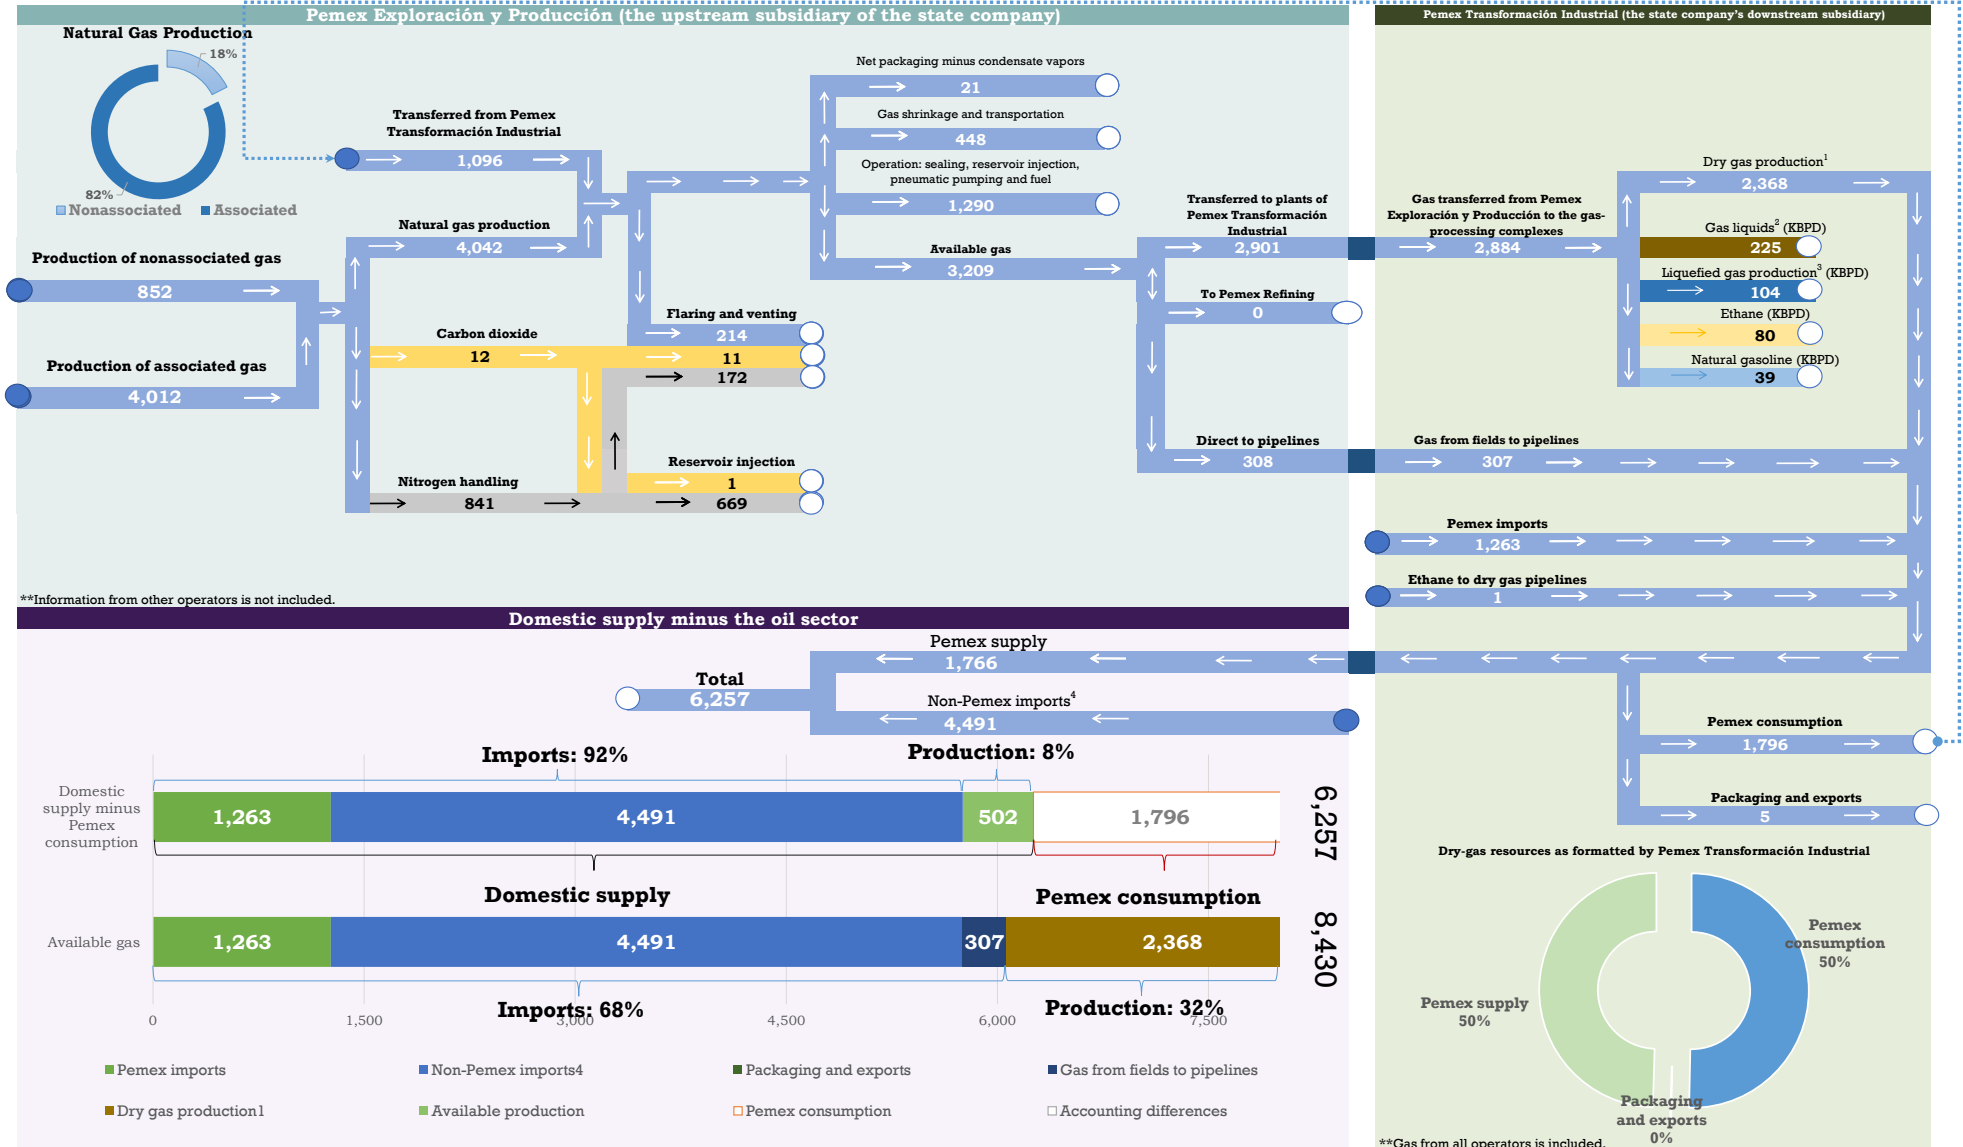 Pemex Exploración y Producción (the upstream subsidiary of the state company)
Natural Gas Production
18%
82%
Nonassociated
Associated
Production of nonassociated gas
852
Production of associated gas
4,012
Transferred from Pemex
Transformación Industrial
1,096
Natural gas production
4,042
Carbon dioxide
12
Nitrogen handling
841
Net packaging minus condensate vapors
21
Gas shrinkage and transportation
448
Operation: sealing, reservoir injection,
pneumatic pumping and fuel
1,290
Available gas
3,209
Flaring and venting
214
11
172
Reservoir injection
1
669
Transferred to plants of
Pemex Transformación
Industrial
2,901
To Pemex Refining
0
Direct to pipelines
308
**Information from other operators is not included.
Pemex Transformación Industrial (the state company's downstream subsidiary)
Gas transferred from Pemex
Exploración y Producción to the gas-
processing complexes
2,884
Dry gas production1
2,368
Gas liquids2 (KBPD)
225
Liquefied gas production3 (KBPD)
104
Ethane (KBPD)
80
Natural gasoline (KBPD)
39
Gas from fields to pipelines
307
Pemex imports
1,263
Ethane to dry gas pipelines
1
Pemex consumption
1,796
Packaging and exports
5
Dry-gas resources as formatted by Pemex Transformación Industrial
Pemex
consumption
50%
Pemex supply
50%
Packaging
and exports
0%
**Gas from all operators is included.
Domestic supply minus the oil sector
Pemex supply
1,766
Total
6,257
Non-Pemex imports4
4,491
Imports: 92%
Production: 8%
Domestic
supply minus
Pemex
consumption
1,263
4,491
502
1,796
6,257
Domestic supply
Pemex consumption
Available gas
1,263
4,491
307
2,368
8,430
Imports: 68%
Production: 32%
0
1,500
3,000
4,500
6,000
7,500
Pemex imports
Non-Pemex imports4
Packaging and exports
Gas from fields to pipelines
Dry gas production1
Available production
Pemex consumption
Accounting differences